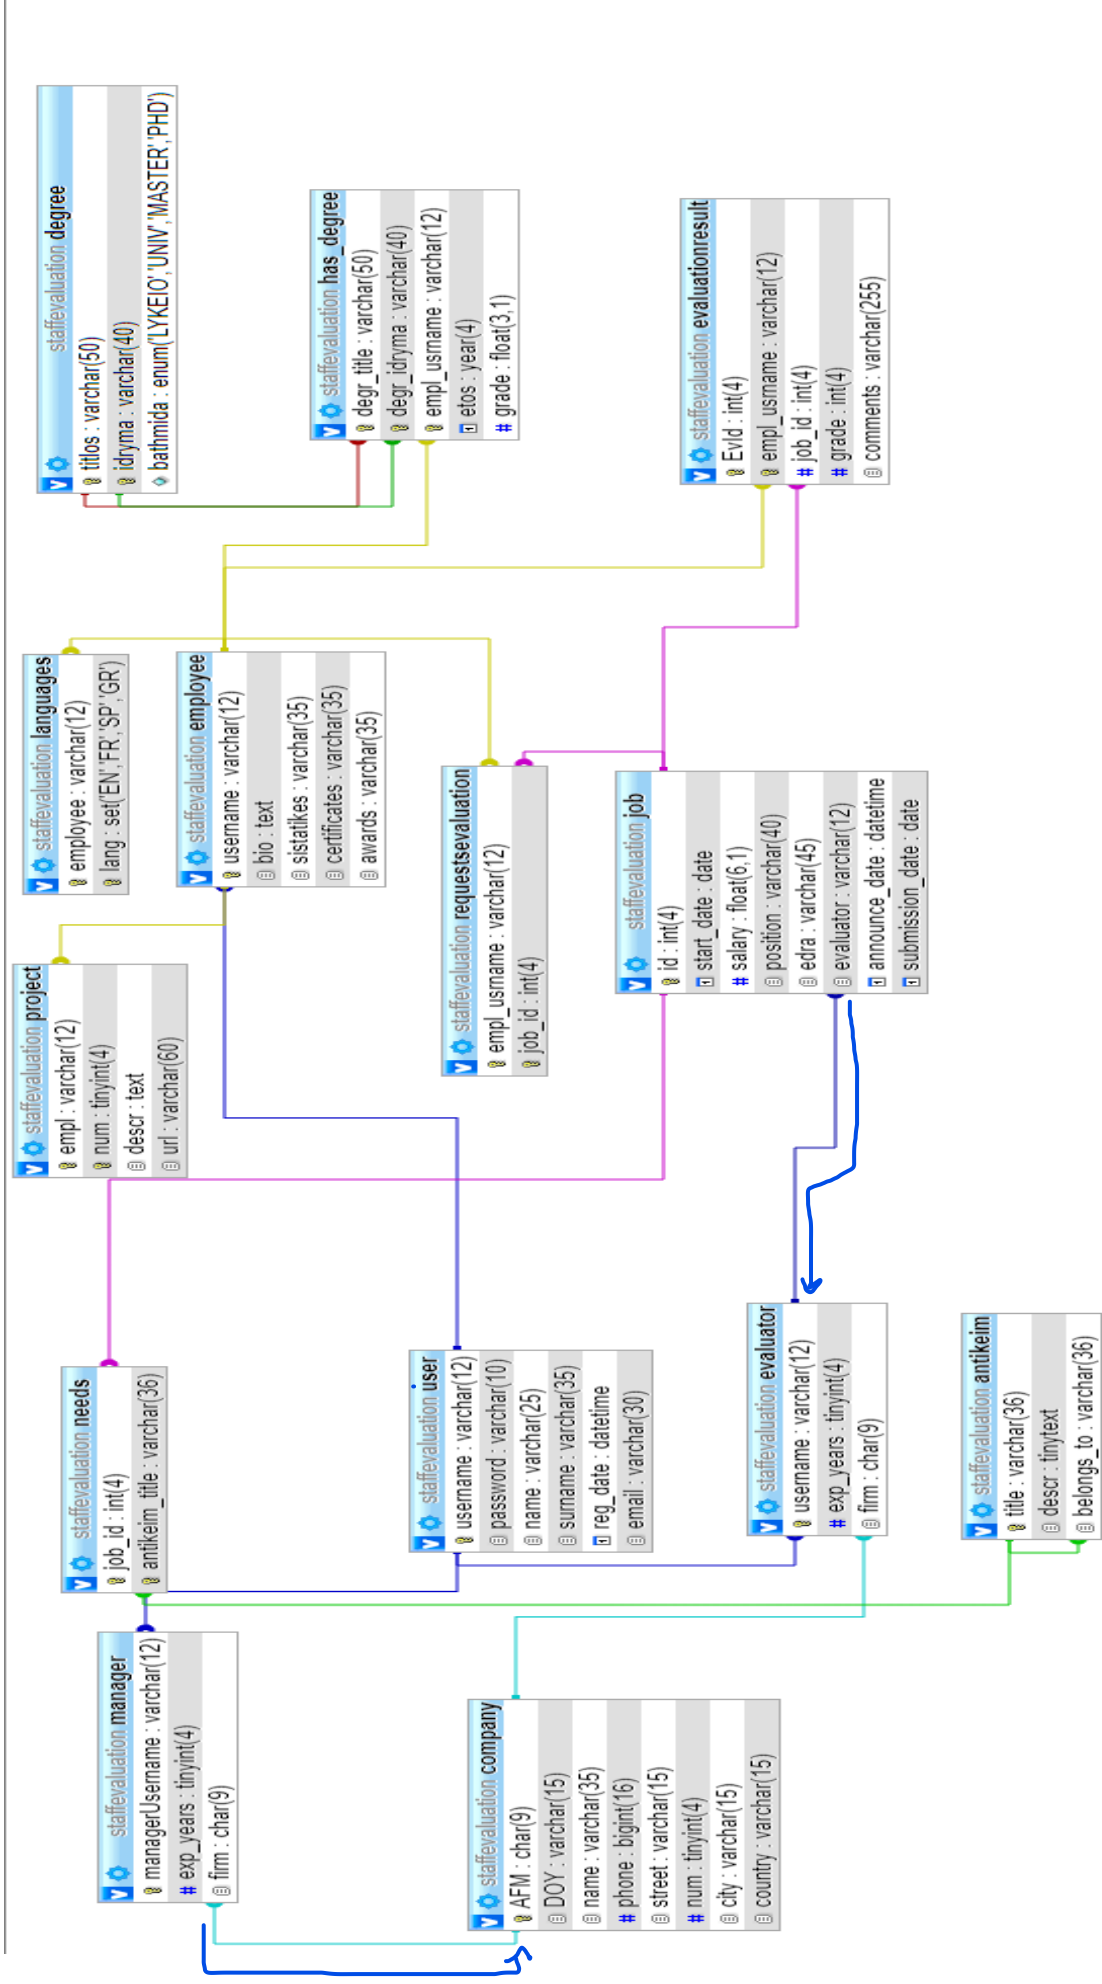 staffevaluation manager
managerUsername : varchar(12)
exp_years : tinyint(4)
firm : char(9)
staffevaluation needs
job_id : int(4)
antikeim_title : varchar(36)
staffevaluation project
empl : varchar(12)
num : tinyint(4)
descr : text
url : varchar(60)
staffevaluation languages
employee : varchar(12)
lang : set('EN','FR','SP','GR')
staffevaluation degree
titlos : varchar(50)
idryma : varchar(40)
bathmida : enum('LYKEIO','UNIV','MASTER','PHD')
staffevaluation employee
username : varchar(12)
bio : text
sistatikes : varchar(35)
certificates : varchar(35)
awards : varchar(35)
staffevaluation has_degree
degr_title : varchar(50)
degr_idryma : varchar(40)
empl_usrname : varchar(12)
etos : year(4)
grade : float(3,1)
staffevaluation company
AFM : char(9)
DOY : varchar(15)
name : varchar(35)
phone : bigint(16)
street : varchar(15)
num : tinyint(4)
city : varchar(15)
country : varchar(15)
staffevaluation user
username : varchar(12)
password : varchar(10)
name : varchar(25)
surname : varchar(35)
reg_date : datetime
email : varchar(30)
staffevaluation requestsevaluation
empl_usrname : varchar(12)
job_id : int(4)
staffevaluation job
id : int(4)
start_date : date
salary : float(6,1)
position : varchar(40)
edra : varchar(45)
evaluator : varchar(12)
announce_date : datetime
submission_date : date
staffevaluation evaluationresult
EvId : int(4)
empl_usrname : varchar(12)
job_id : int(4)
grade : int(4)
comments : varchar(255)
staffevaluation evaluator
username : varchar(12)
exp_years : tinyint(4)
firm : char(9)
staffevaluation antikeim
title : varchar(36)
descr : tinytext
belongs_to : varchar(36)